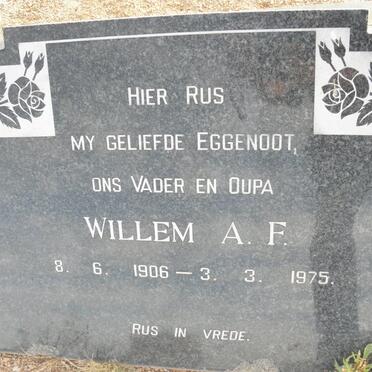 HIER RUS
MY GELIEFDE EGGENOOT,
ONS VADER EN OUPA
WILLEM A. F.
8. 6. 1906 – 3. 3. 1975.
RUS IN VREDE.